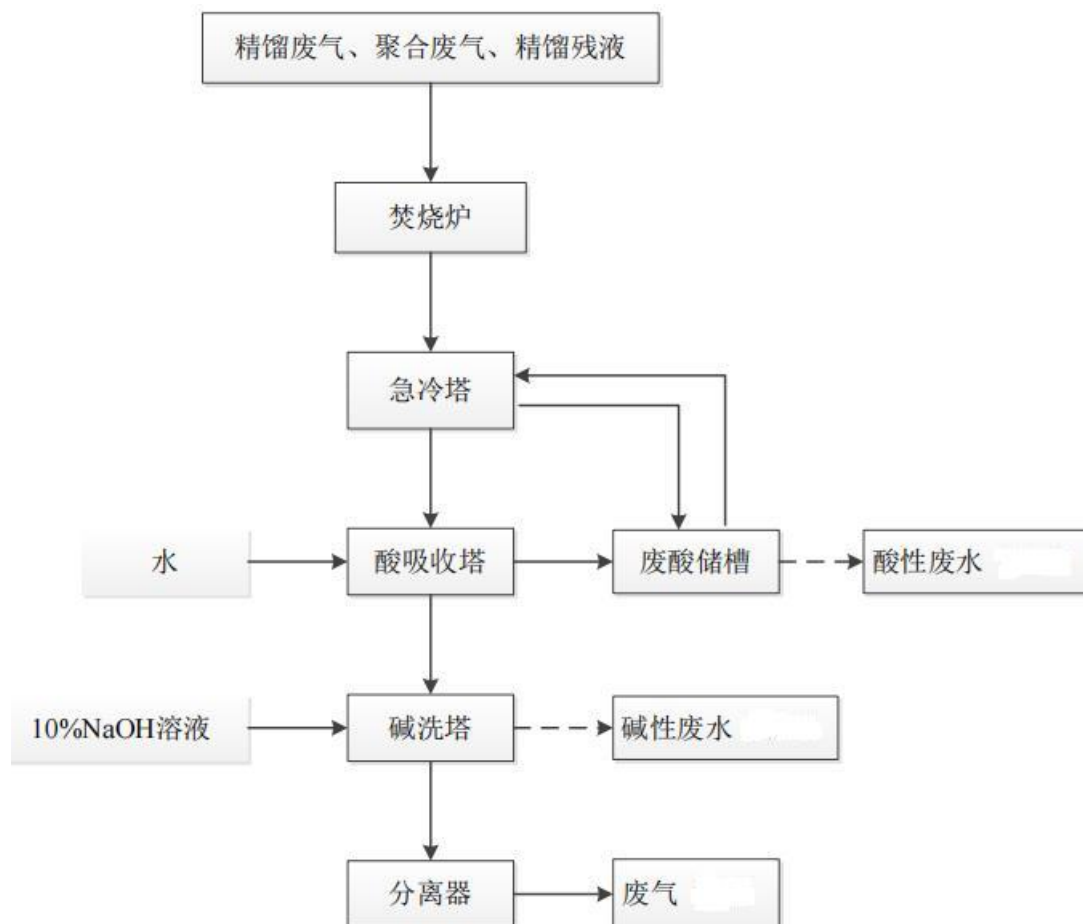 精馏废气、聚合废气、精馏残液
焚烧炉
急冷塔
水
酸吸收塔
废酸储槽
酸性废水
10%NaOH溶液
碱洗塔
碱性废水
分离器
废气